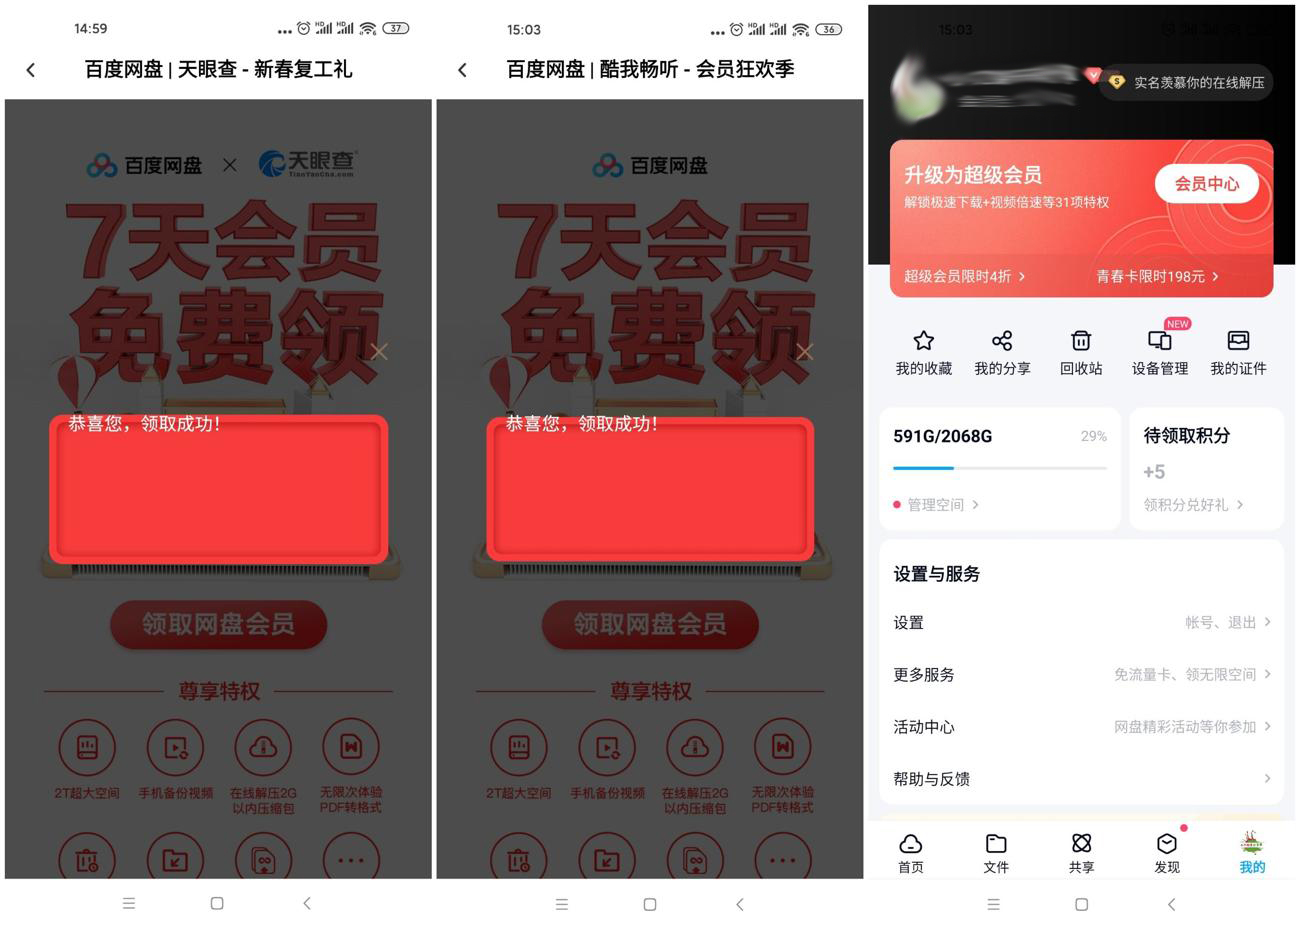 14:59
HD HD 6 37
百度网盘 | 天眼查 - 新春复工礼
百度网盘 × 天眼查
TianYanCha.com
7天会员
免费领
恭喜您，领取成功！
领取网盘会员
尊享特权
2T超大空间 手机备份视频 在线解压2G以内压缩包 无限次体验PDF转格式
15:03
HD HD 6 36
百度网盘 | 酷我畅听 - 会员狂欢季
百度网盘
7天会员
免费领
恭喜您，领取成功！
领取网盘会员
尊享特权
2T超大空间 手机备份视频 在线解压2G以内压缩包 无限次体验PDF转格式
15:03
实名羡慕你的在线解压
升级为超级会员
解锁极速下载+视频倍速等31项特权
会员中心
超级会员限时4折 青春卡限时198元
NEW
我的收藏 我的分享 回收站 设备管理 我的证件
591G/2068G 29%
管理空间
待领取积分
+5
领积分兑好礼
设置与服务
设置 帐号、退出
更多服务 免流量卡、领无限空间
活动中心 网盘精彩活动等你参加
帮助与反馈
首页 文件 共享 发现 我的